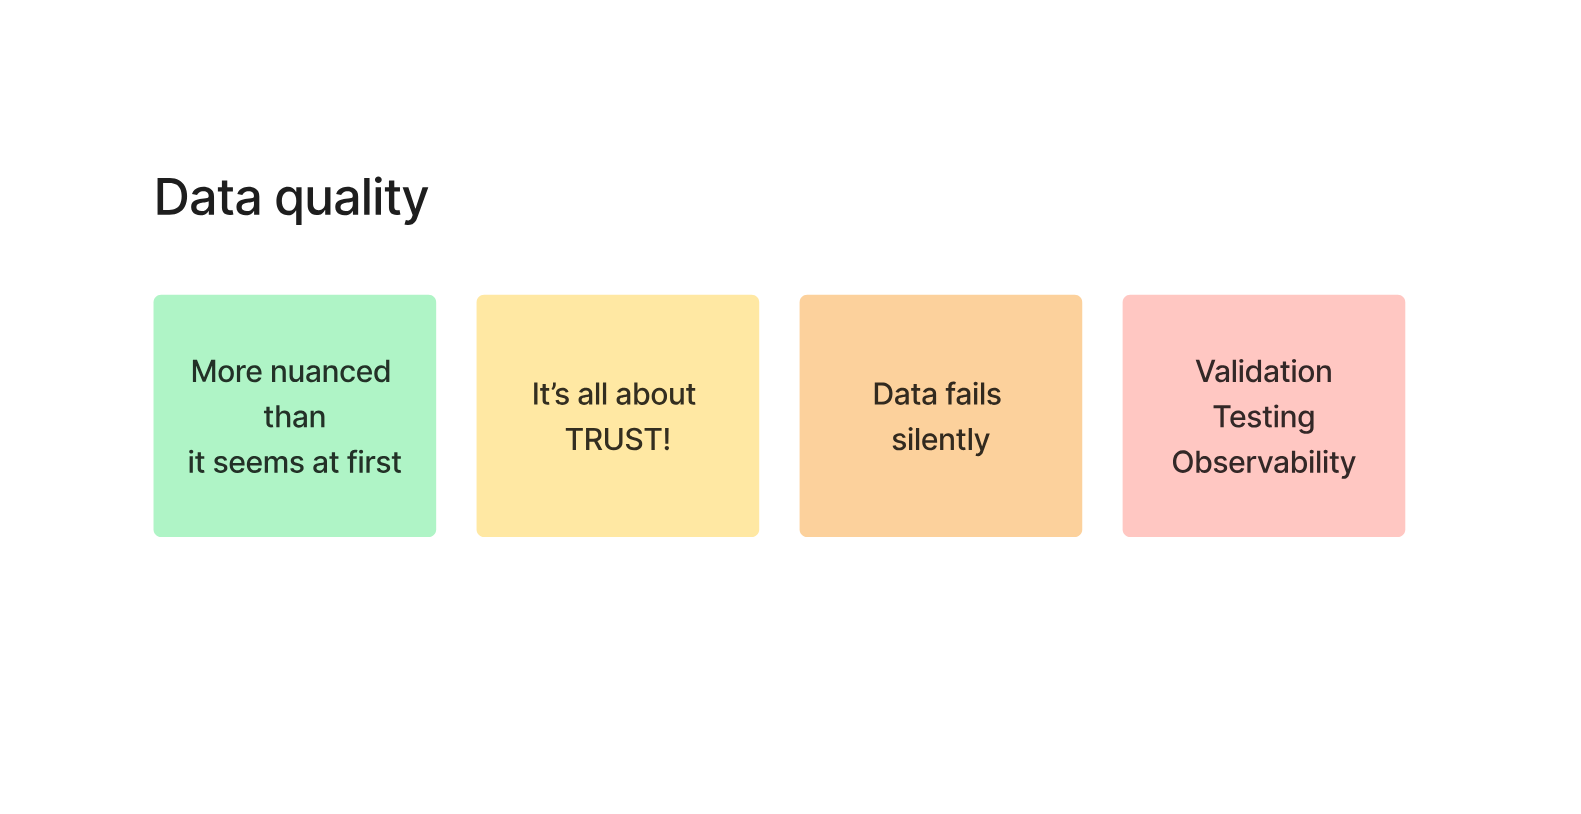 Data quality
More nuanced
than
it seems at first
It’s all about
TRUST!
Data fails
silently
Validation
Testing
Observability